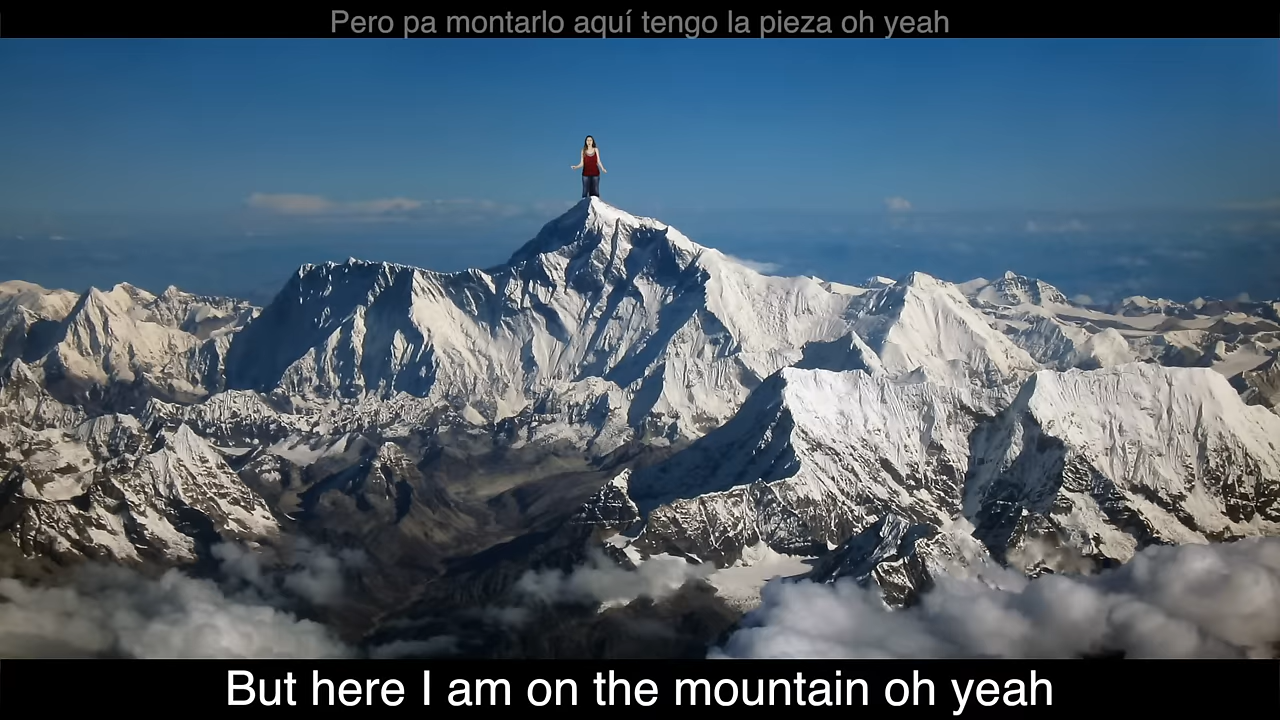 Pero pa montarlo aquí tengo la pieza oh yeah
But here I am on the mountain oh yeah